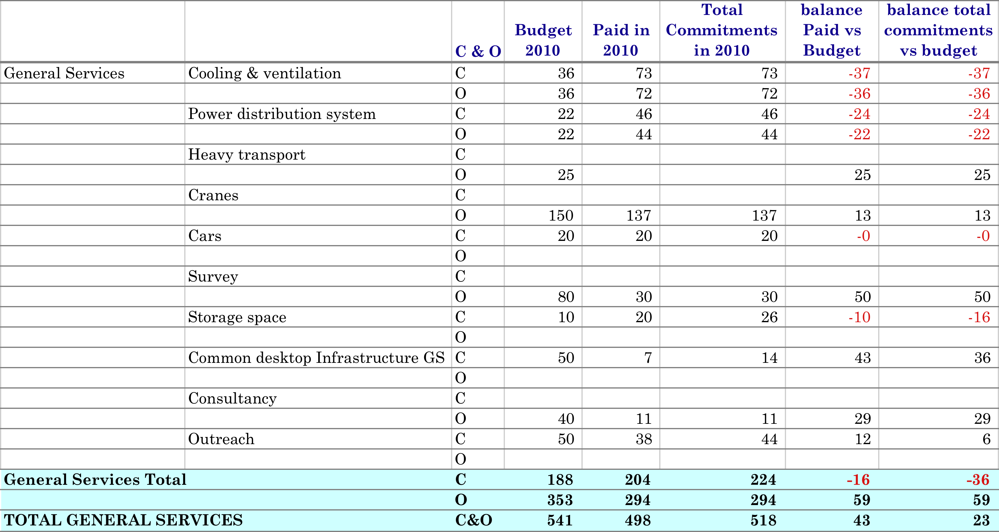 C & O Budget 2010 Paid in 2010 Total Commitments in 2010 balance Paid vs Budget balance total commitments vs budget
General Services Cooling & ventilation C 36 73 73 -37 -37
O 36 72 72 -36 -36
Power distribution system C 22 46 46 -24 -24
O 22 44 44 -22 -22
Heavy transport C
O 25 25 25
Cranes C
O 150 137 137 13 13
Cars C 20 20 20 -0 -0
O
Survey C
O 80 30 30 50 50
Storage space C 10 20 26 -10 -16
O
Common desktop Infrastructure GS C 50 7 14 43 36
O
Consultancy C
O 40 11 11 29 29
Outreach C 50 38 44 12 6
O
General Services Total C 188 204 224 -16 -36
O 353 294 294 59 59
TOTAL GENERAL SERVICES C&O 541 498 518 43 23